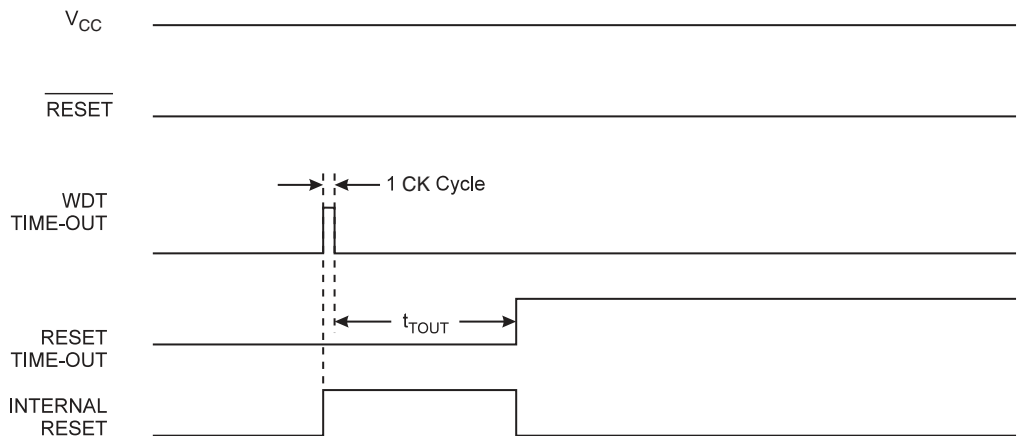 VCC
RESET
1 CK Cycle
WDT
TIME-OUT
tTOUT
RESET
TIME-OUT
INTERNAL
RESET